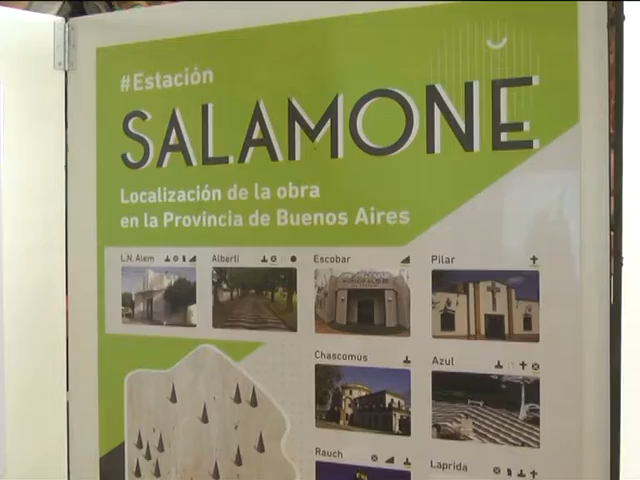 #Estación
SALAMONE
Localización de la obra
en la Provincia de Buenos Aires
L.N. Alem
Alberti
Escobar
Pilar
Chascomús
Azul
Rauch
Laprida